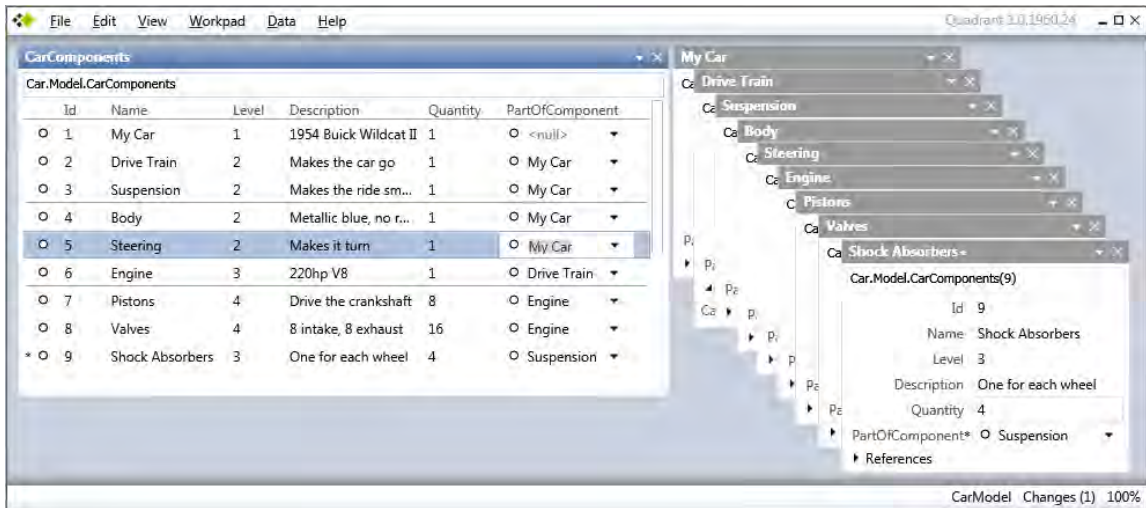 File Edit View Workpad Data Help Quadrant 3.0.1960.24
CarComponents
Car.Model.CarComponents
Id Name Level Description Quantity PartOfComponent
1 My Car 1 1954 Buick Wildcat II 1 <null>
2 Drive Train 2 Makes the car go 1 My Car
3 Suspension 2 Makes the ride sm... 1 My Car
4 Body 2 Metallic blue, no r... 1 My Car
5 Steering 2 Makes it turn 1 My Car
6 Engine 3 220hp V8 1 Drive Train
7 Pistons 4 Drive the crankshaft 8 Engine
8 Valves 4 8 intake, 8 exhaust 16 Engine
* 9 Shock Absorbers 3 One for each wheel 4 Suspension
My Car
Ca Drive Train
Ca Suspension
Ca Body
Ca Steering
Ca Engine
C Pistons
Ca Valves
Ca Shock Absorbers*
Car.Model.CarComponents(9)
Id 9
Name Shock Absorbers
Level 3
Description One for each wheel
Quantity 4
PartOfComponent* Suspension
References
CarModel Changes (1) 100%